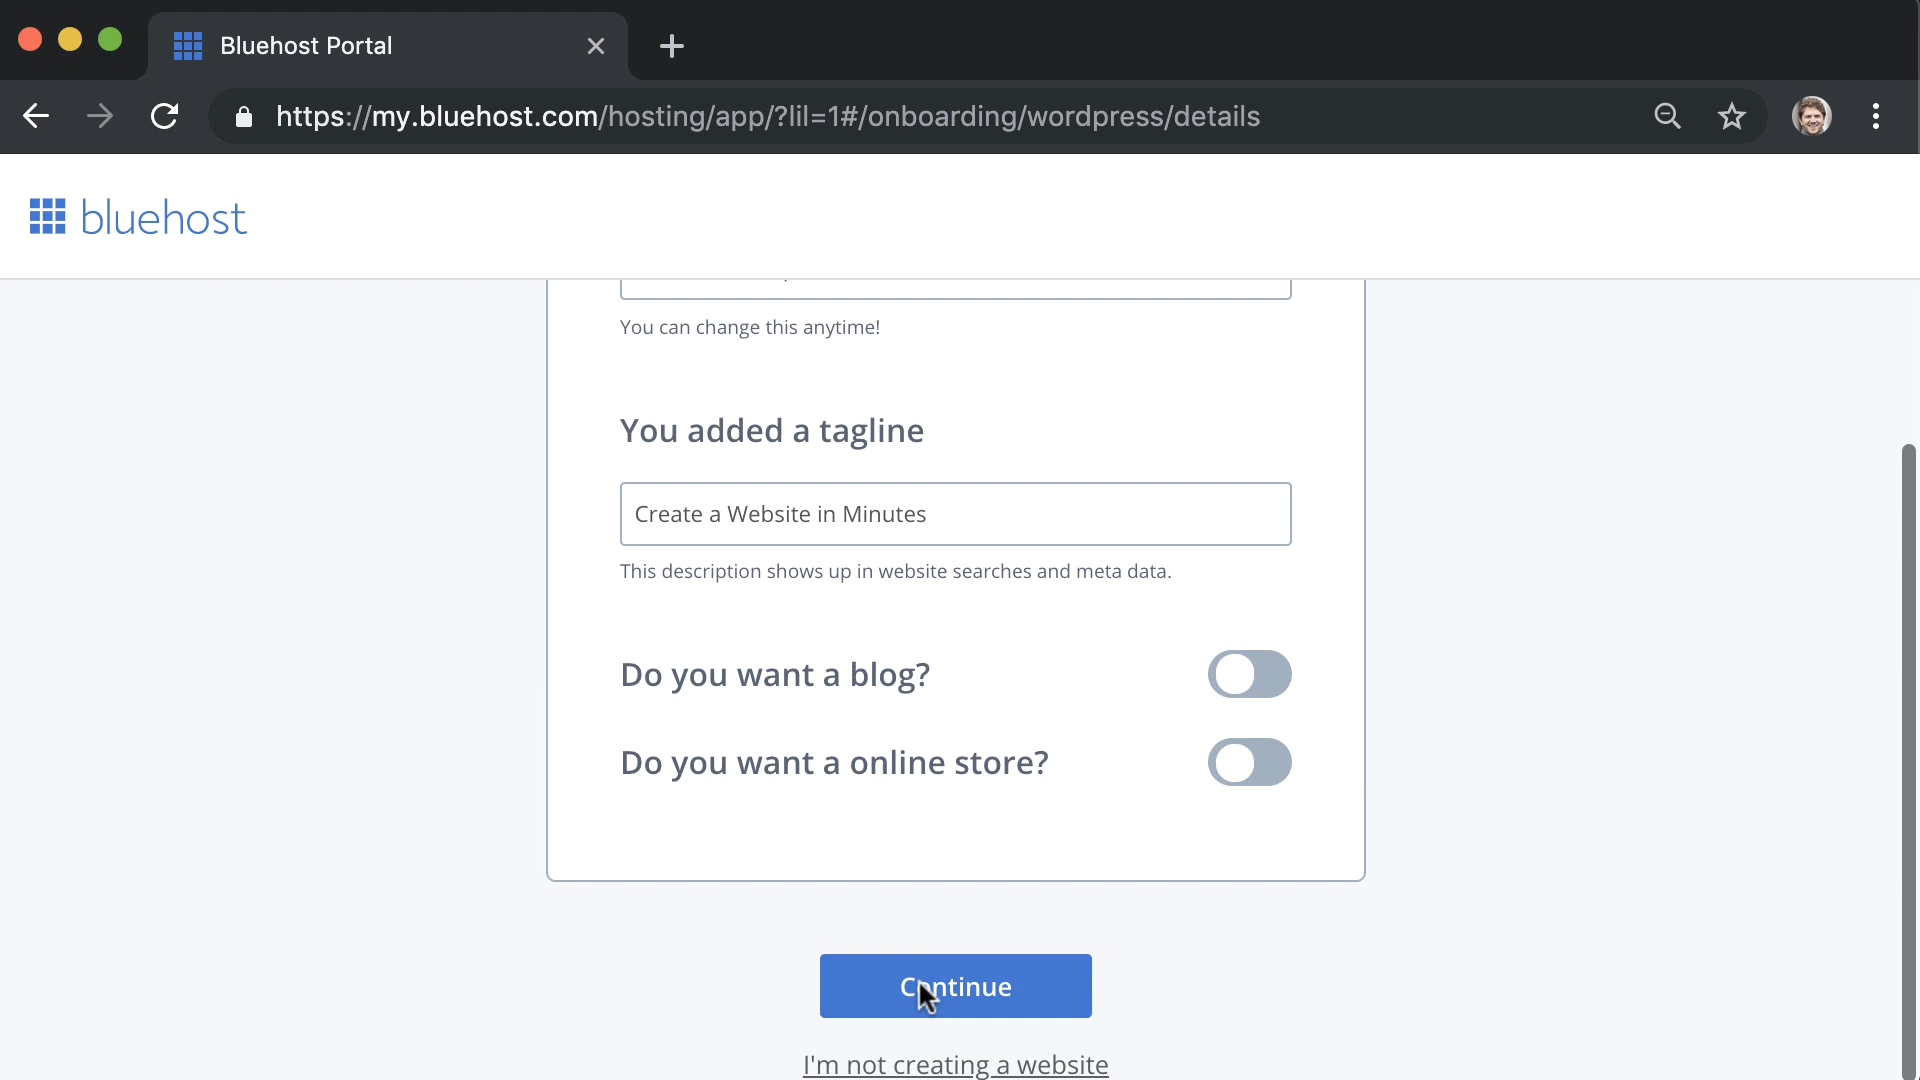 Bluehost Portal
https://my.bluehost.com/hosting/app/?lil=1#/onboarding/wordpress/details
bluehost
You can change this anytime!
You added a tagline
Create a Website in Minutes
This description shows up in website searches and meta data.
Do you want a blog?
Do you want a online store?
Continue
I'm not creating a website